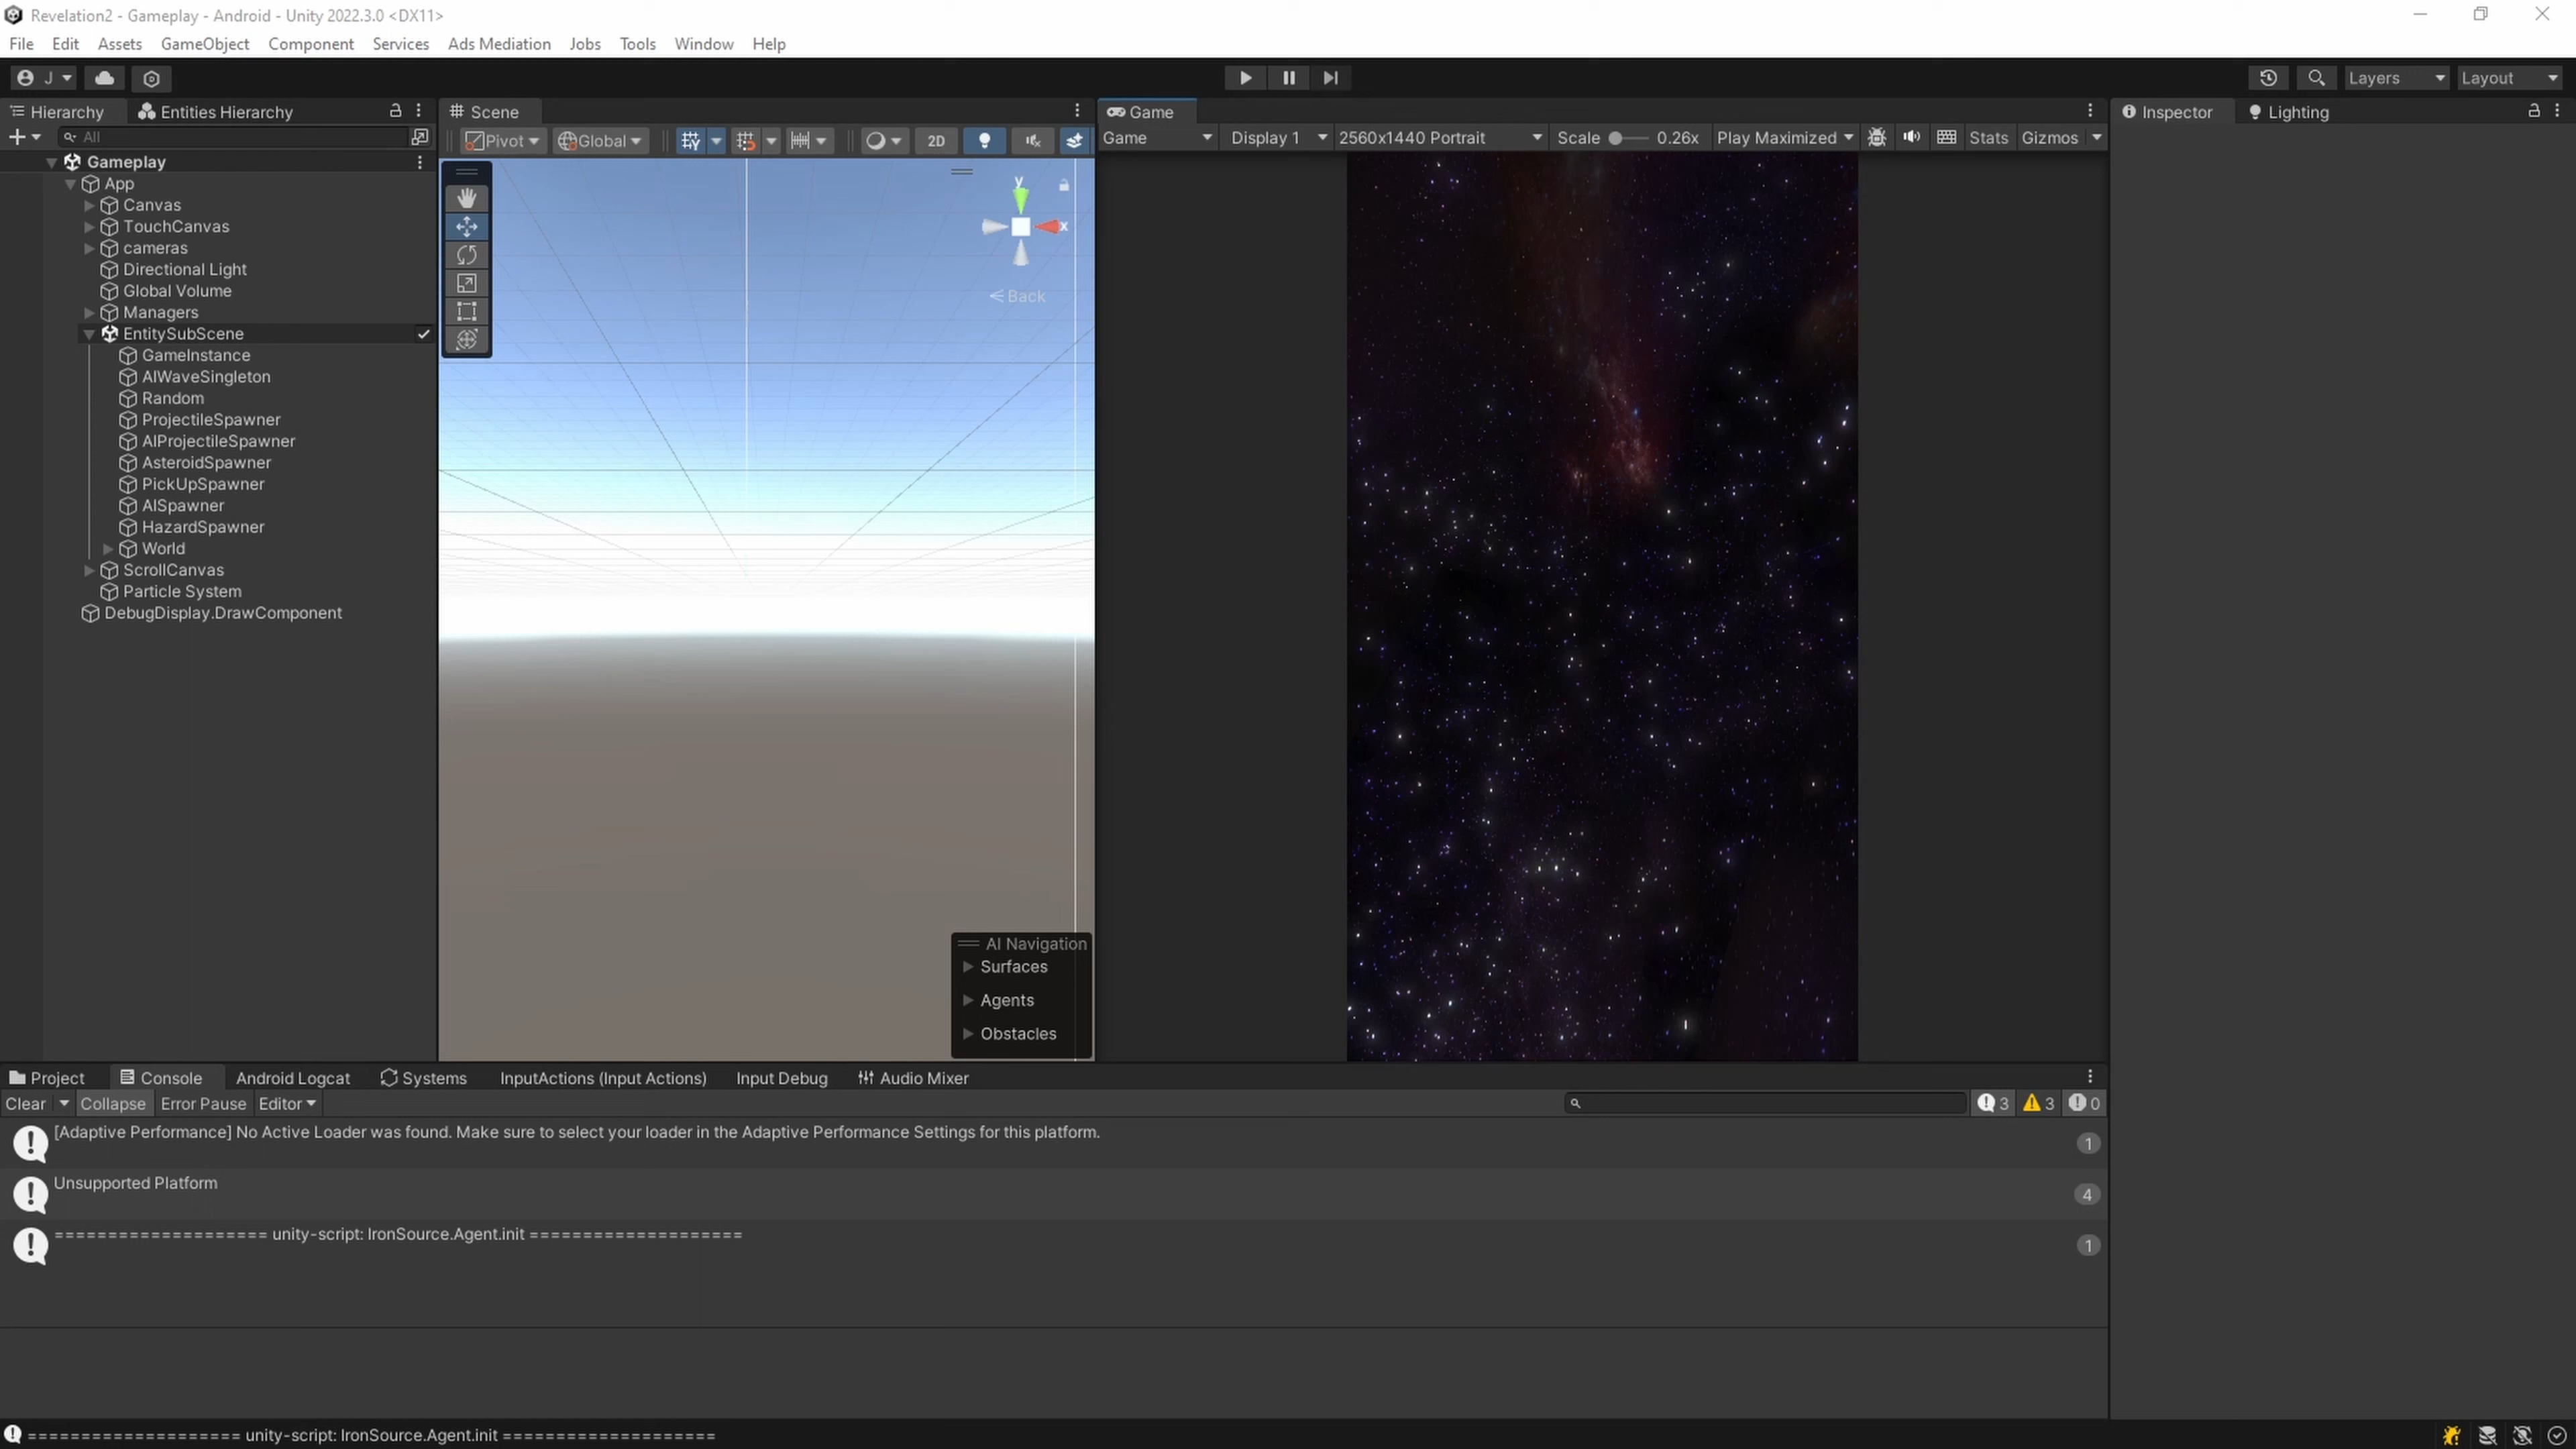 Revelation2 - Gameplay - Android - Unity 2022.3.0 <DX11>
File Edit Assets GameObject Component Services Ads Mediation Jobs Tools Window Help
J Layers Layout
Hierarchy Entities Hierarchy Scene Game Inspector Lighting
All Pivot Global 2D Game Display 1 2560x1440 Portrait Scale 0.26x Play Maximized Stats Gizmos
Gameplay
App
Canvas
TouchCanvas
cameras
Directional Light
Global Volume
Managers
EntitySubScene
GameInstance
AIWaveSingleton
Random
ProjectileSpawner
AIProjectileSpawner
AsteroidSpawner
PickUpSpawner
AISpawner
HazardSpawner
World
ScrollCanvas
Particle System
DebugDisplay.DrawComponent
y
x
Back
AI Navigation
Surfaces
Agents
Obstacles
Project Console Android Logcat Systems InputActions (Input Actions) Input Debug Audio Mixer
Clear Collapse Error Pause Editor 3 3 0
[Adaptive Performance] No Active Loader was found. Make sure to select your loader in the Adaptive Performance Settings for this platform. 1
Unsupported Platform 4
==================== unity-script: IronSource.Agent.init ==================== 1
==================== unity-script: IronSource.Agent.init ====================